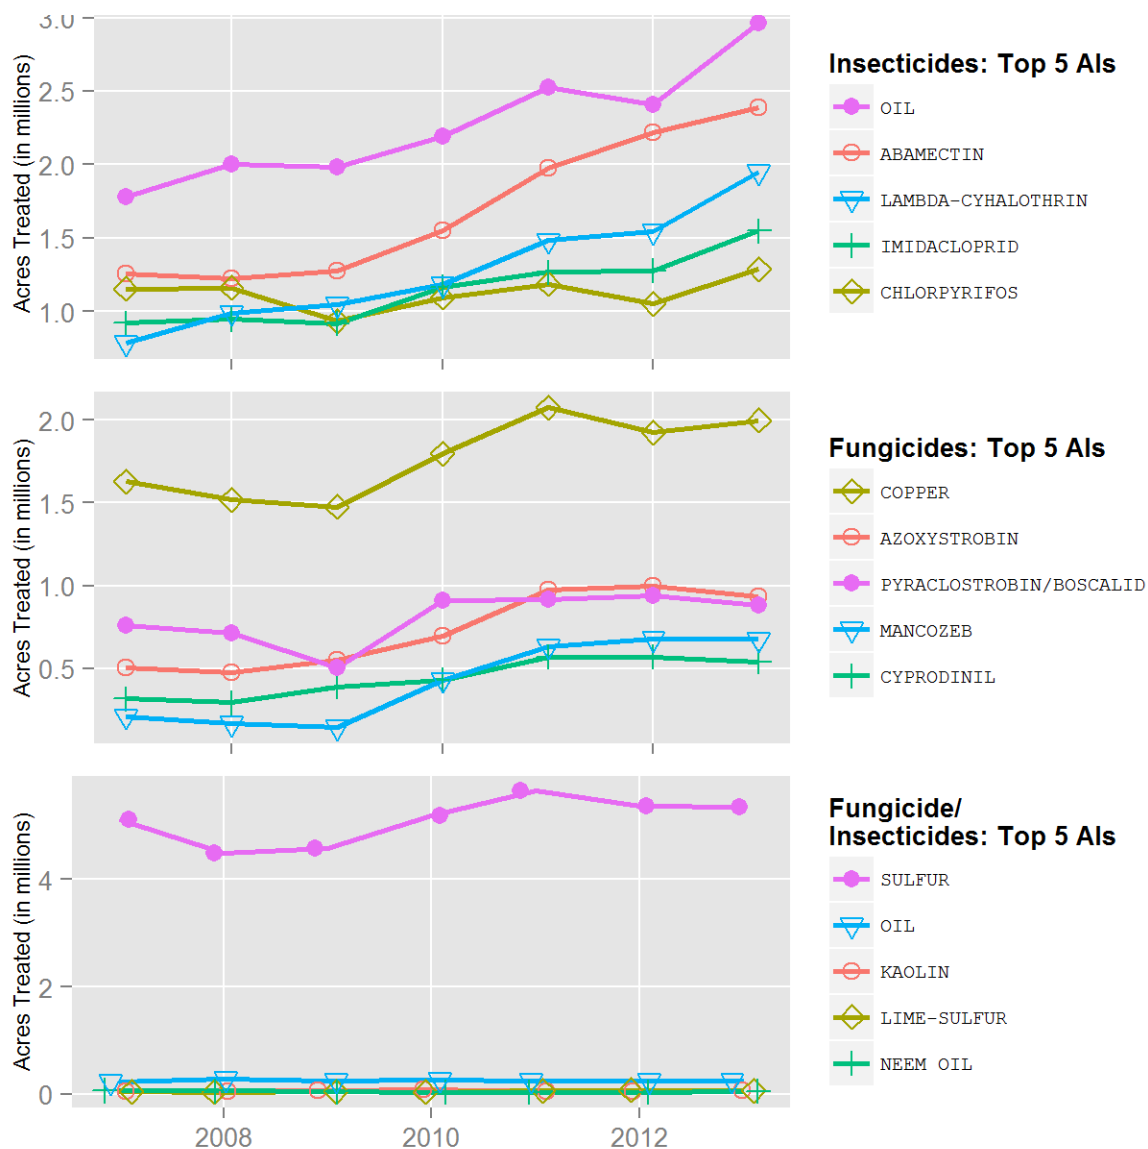 3.0
2.5
2.0
1.5
1.0
Acres Treated (in millions)
Insecticides: Top 5 AIs
OIL
ABAMECTIN
LAMBDA-CYHALOTHRIN
IMIDACLOPRID
CHLORPYRIFOS
2.0
1.5
1.0
0.5
Acres Treated (in millions)
Fungicides: Top 5 AIs
COPPER
AZOXYSTROBIN
PYRACLOSTROBIN/BOSCALID
MANCOZEB
CYPRODINIL
4
2
0
Acres Treated (in millions)
2008 2010 2012
Fungicide/
Insecticides: Top 5 AIs
SULFUR
OIL
KAOLIN
LIME-SULFUR
NEEM OIL